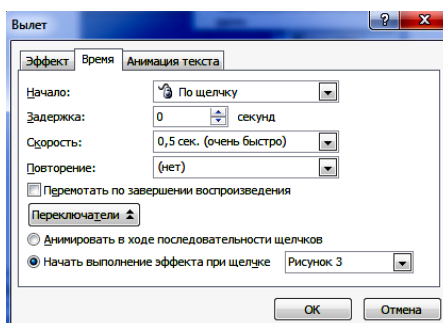 Вылет
Эффект Время Анимация текста
Начало: По щелчку
Задержка: 0 секунд
Скорость: 0,5 сек. (очень быстро)
Повторение: (нет)
Перемотать по завершении воспроизведения
Переключатели
Анимировать в ходе последовательности щелчков
Начать выполнение эффекта при щелчке Рисунок 3
ОК Отмена